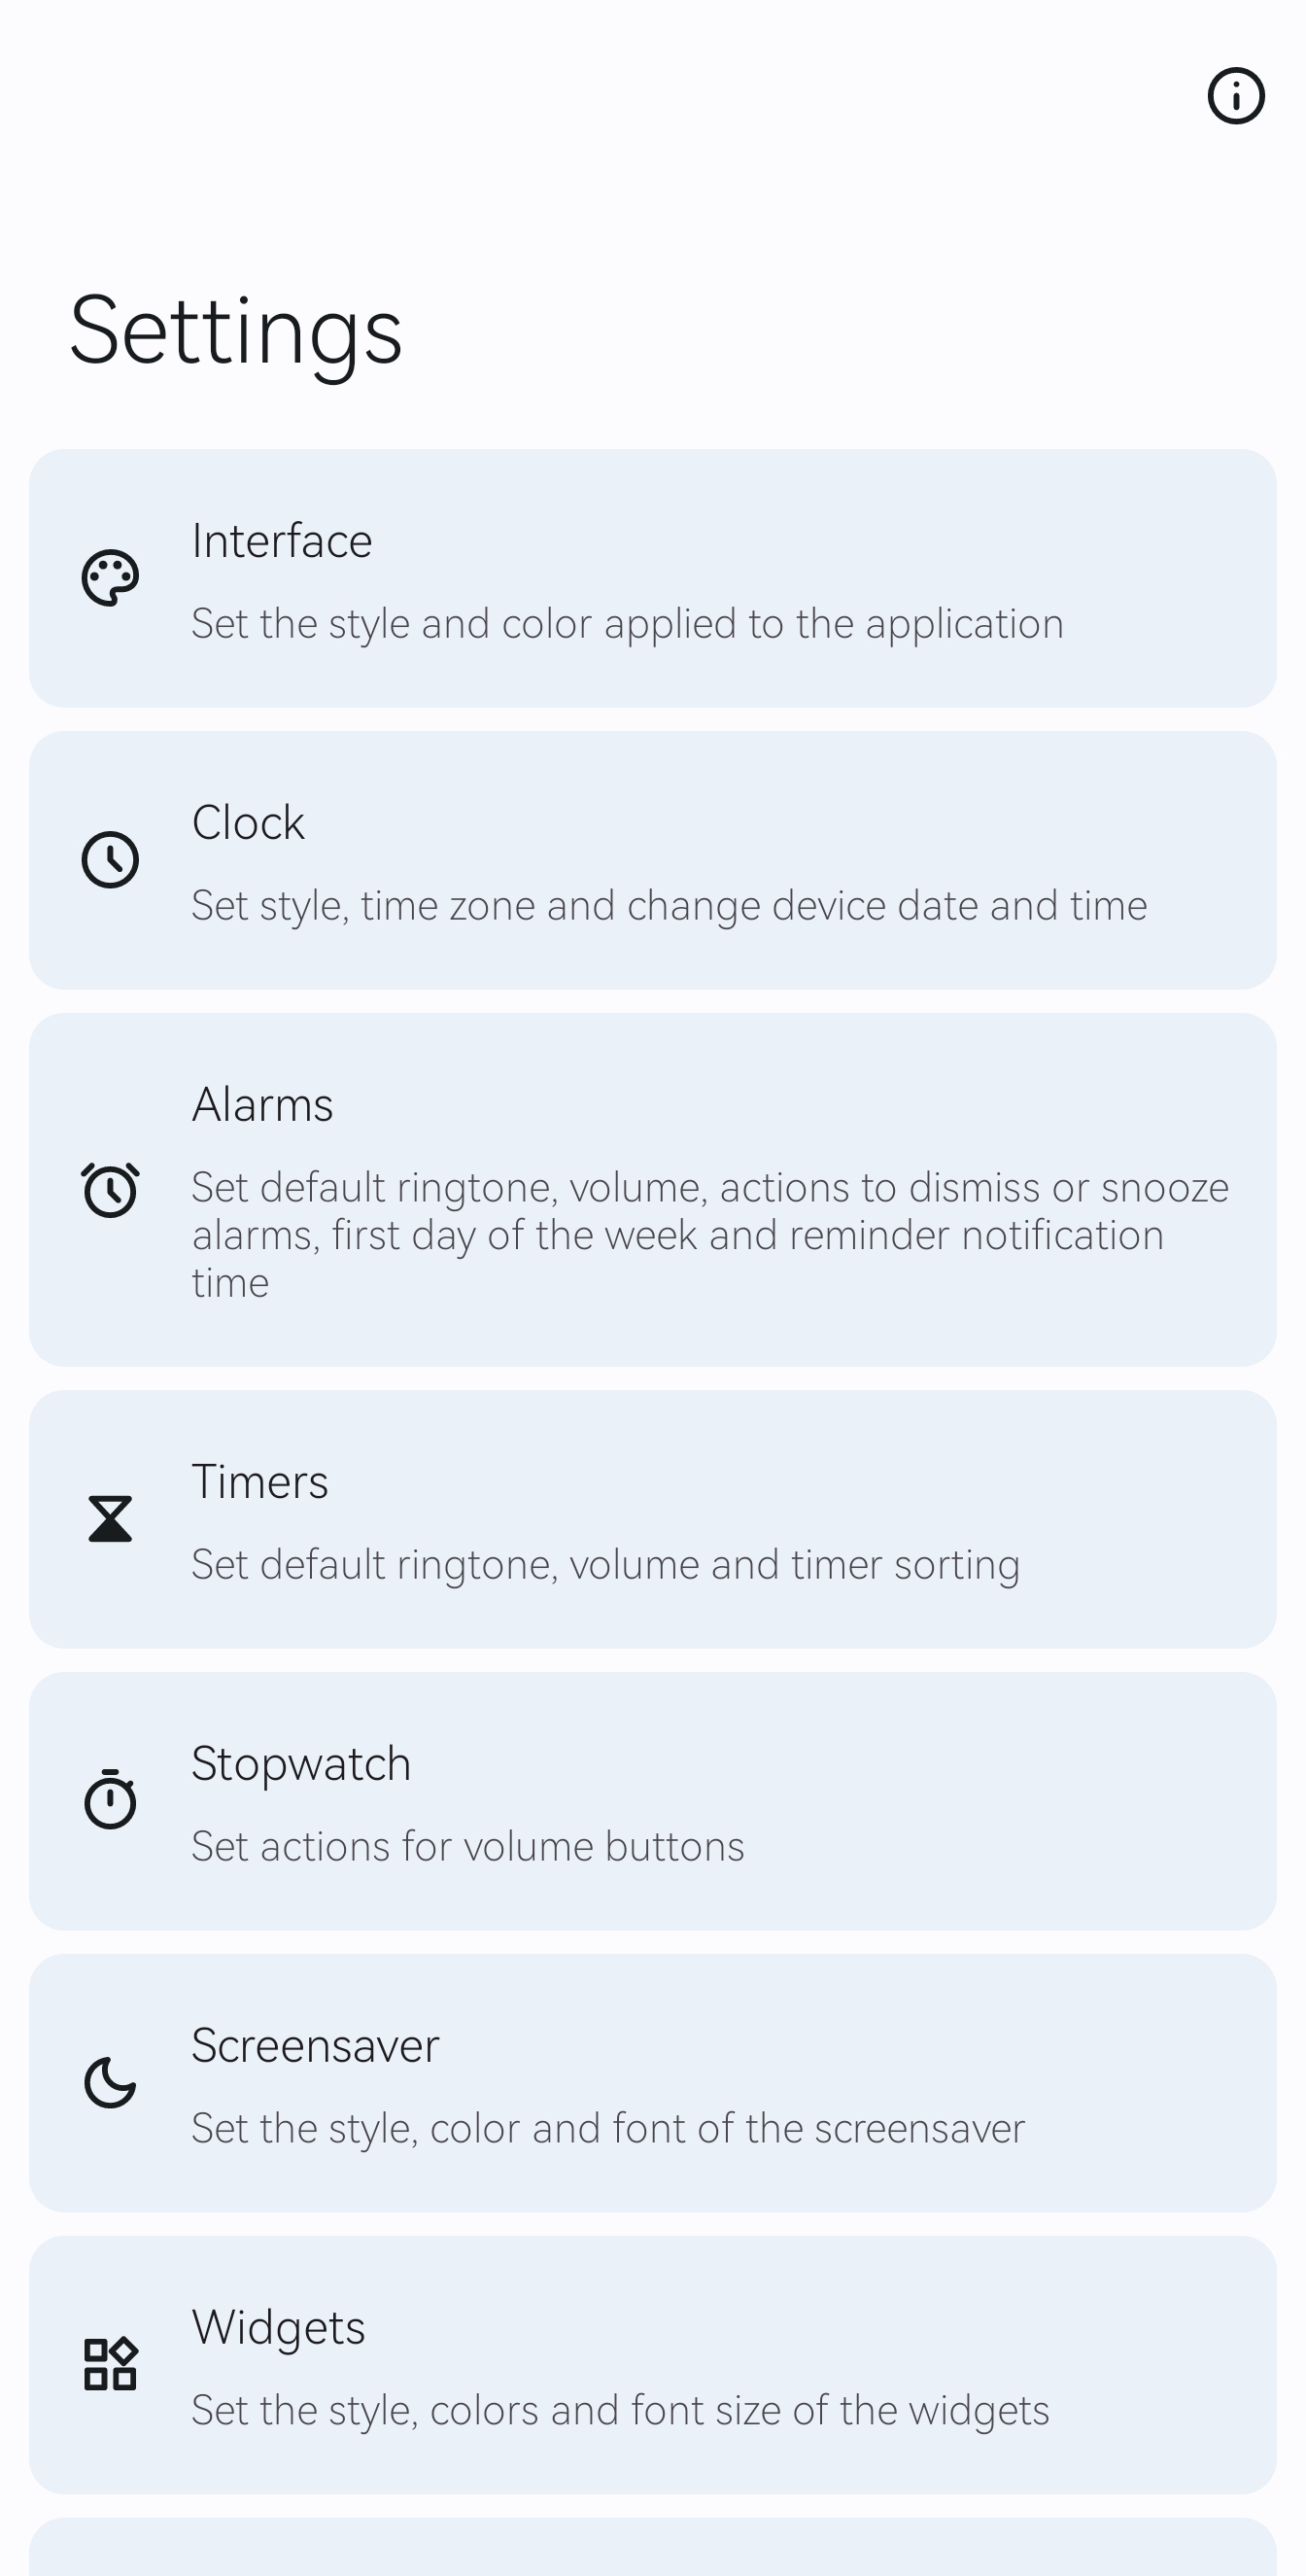 Settings
Interface
Set the style and color applied to the application
Clock
Set style, time zone and change device date and time
Alarms
Set default ringtone, volume, actions to dismiss or snooze
alarms, first day of the week and reminder notification
time
Timers
Set default ringtone, volume and timer sorting
Stopwatch
Set actions for volume buttons
Screensaver
Set the style, color and font of the screensaver
Widgets
Set the style, colors and font size of the widgets